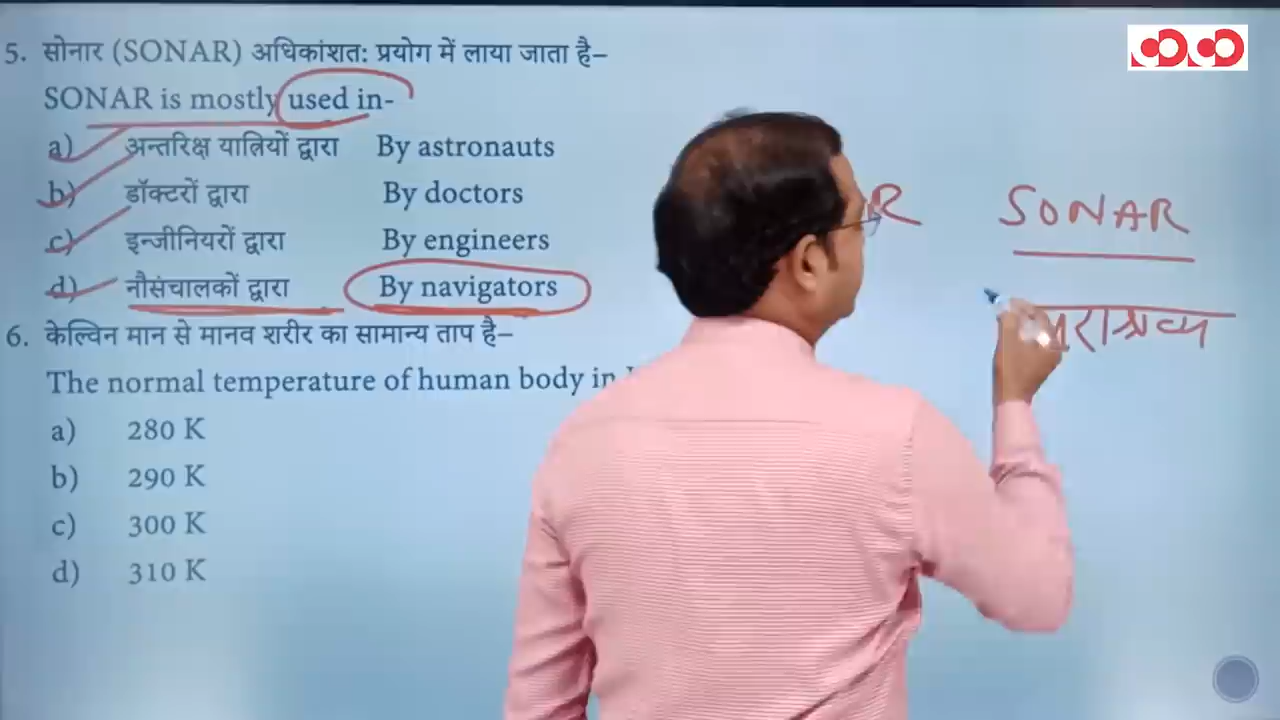 5. सोनार (SONAR) अधिकांशत: प्रयोग में लाया जाता है–
SONAR is mostly used in-
a) अन्तरिक्ष यात्रियों द्वारा By astronauts
b) डॉक्टरों द्वारा By doctors
c) इन्जीनियरों द्वारा By engineers
d) नौसंचालकों द्वारा By navigators
6. केल्विन मान से मानव शरीर का सामान्य ताप है–
The normal temperature of human body in
a) 280 K
b) 290 K
c) 300 K
d) 310 K
R
SONAR